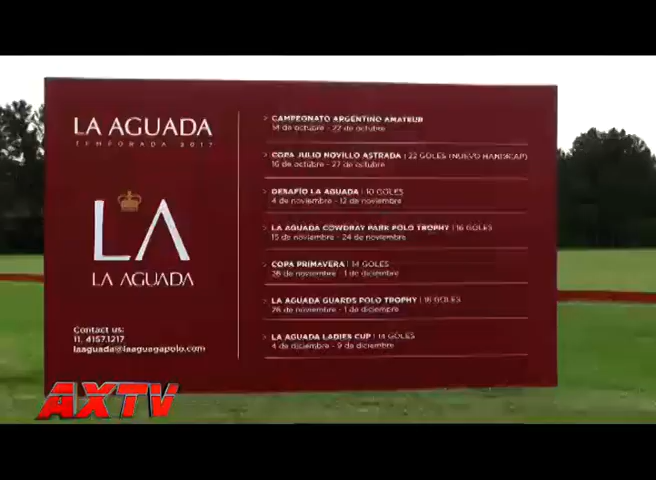 LA AGUADA
TEMPORADA 2017
LA
LA AGUADA
Contact us:
11. 4157.1217
laaguada@laaguagapolo.com
> CAMPEONATO ARGENTINO AMATEUR
14 de octubre - 22 de octubre
> COPA JULIO NOVILLO ASTRADA | 22 GOLES (NUEVO HANDICAP)
16 de octubre - 27 de octubre
> DESAFÍO LA AGUADA | 10 GOLES
4 de noviembre - 12 de noviembre
> LA AGUADA COWDRAY PARK POLO TROPHY | 16 GOLES
15 de noviembre - 24 de noviembre
> COPA PRIMAVERA | 14 GOLES
26 de noviembre - 1 de diciembre
> LA AGUADA GUARDS POLO TROPHY | 16 GOLES
26 de noviembre - 1 de diciembre
> LA AGUADA LADIES CUP | 14 GOLES
4 de diciembre - 9 de diciembre
AXTV